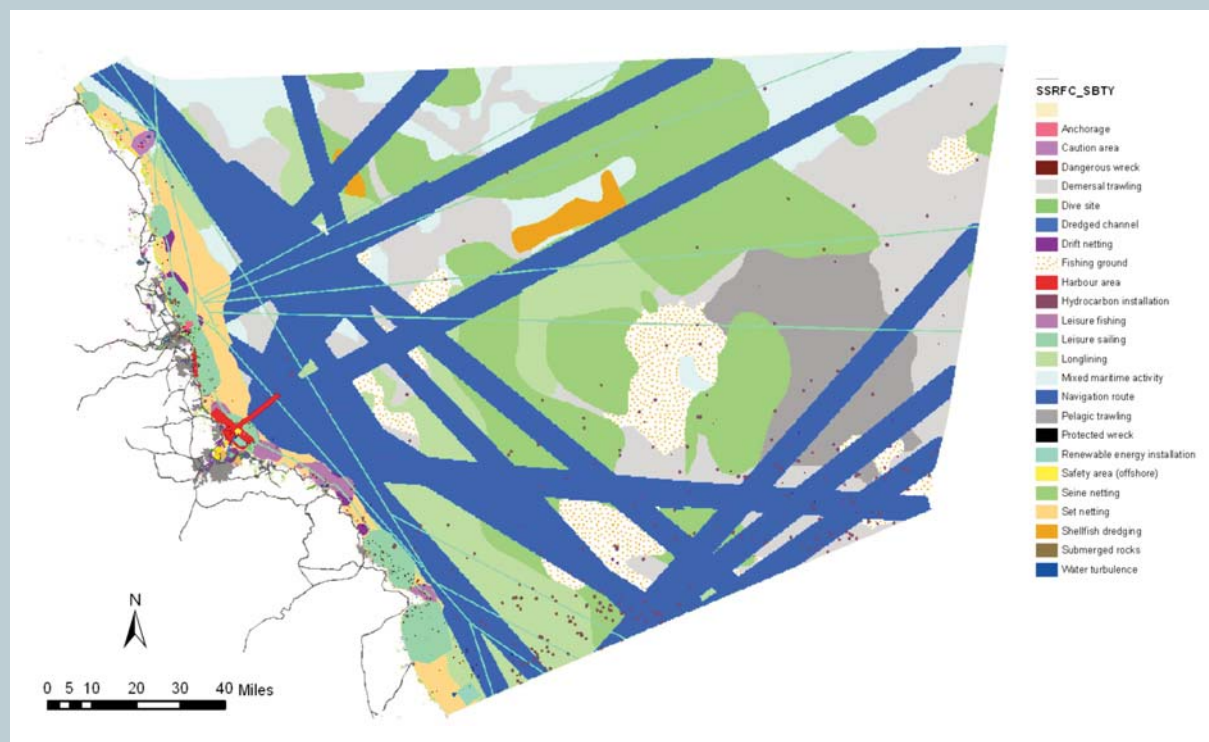 SSRFC_SBTY
Anchorage
Caution area
Dangerous wreck
Demersal trawling
Dive site
Dredged channel
Drift netting
Fishing ground
Harbour area
Hydrocarbon installation
Leisure fishing
Leisure sailing
Longlining
Mixed maritime activity
Navigation route
Pelagic trawling
Protected wreck
Renewable energy installation
Safety area (offshore)
Seine netting
Set netting
Shellfish dredging
Submerged rocks
Water turbulence
N
0 5 10 20 30 40 Miles